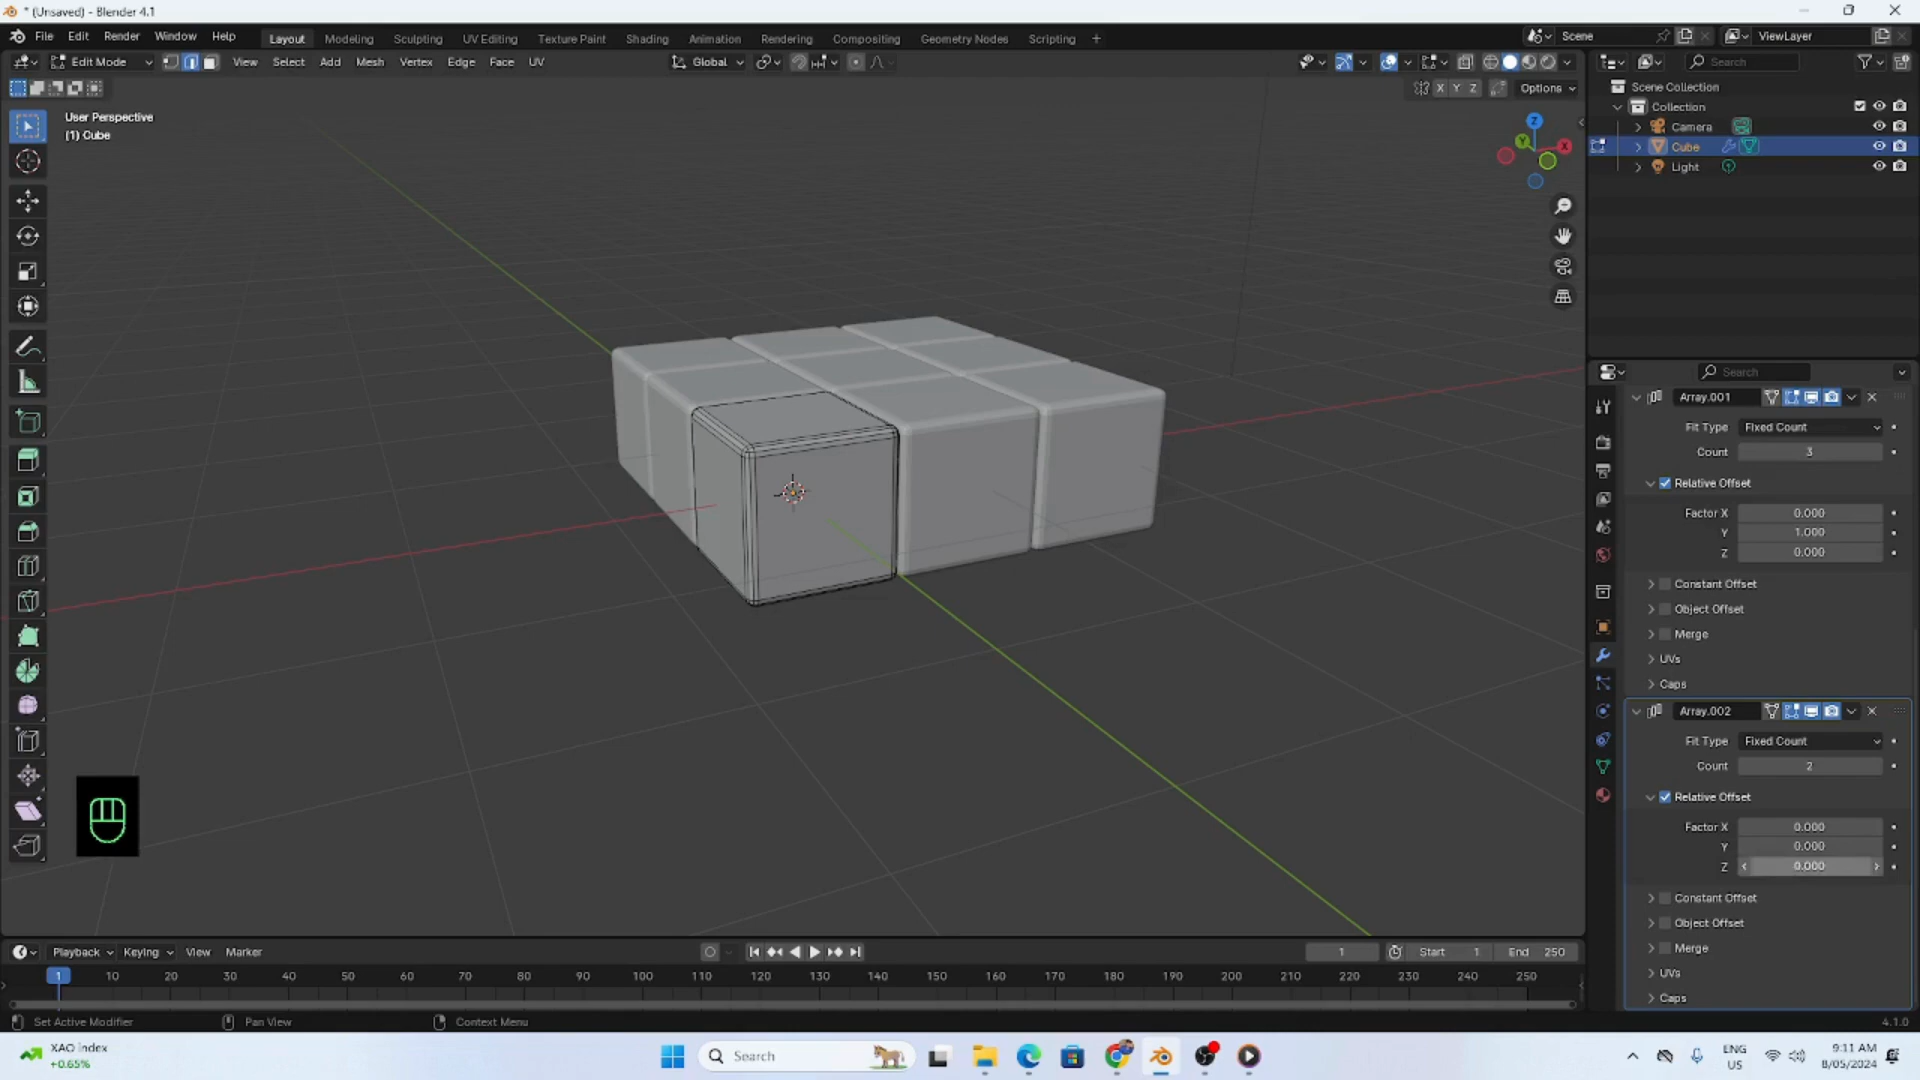 * (Unsaved) - Blender 4.1
File Edit Render Window Help
Layout Modeling Sculpting UV Editing Texture Paint Shading Animation Rendering Compositing Geometry Nodes Scripting +
Scene ViewLayer
Edit Mode View Select Add Mesh Vertex Edge Face UV Global
Search
X Y Z Options
User Perspective
(1) Cube
Scene Collection
Collection
Camera
Cube
Light
Z
Y
X
Search
Array.001
Fit Type Fixed Count
Count 3
Relative Offset
Factor X 0.000
Y 1.000
Z 0.000
Constant Offset
Object Offset
Merge
UVs
Caps
Array.002
Fit Type Fixed Count
Count 2
Relative Offset
Factor X 0.000
Y 0.000
Z 0.000
Constant Offset
Object Offset
Merge
UVs
Caps
Playback Keying View Marker 1 Start 1 End 250
1 10 20 30 40 50 60 70 80 90 100 110 120 130 140 150 160 170 180 190 200 210 220 230 240 250
Set Active Modifier Pan View Context Menu 4.1.0
XAO index
+0.65%
Search
ENG
US
9:11 AM
8/05/2024